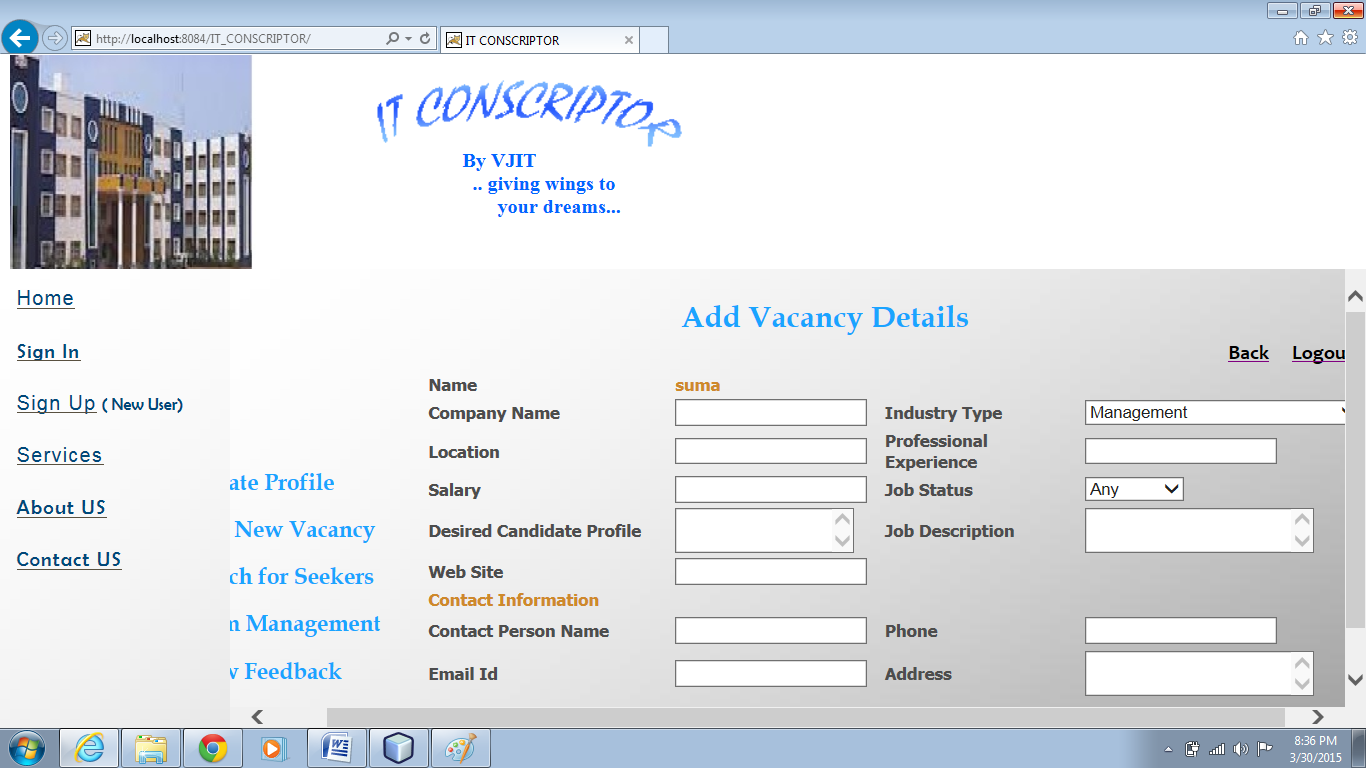 http://localhost:8084/IT_CONSCRIPTOR/
IT CONSCRIPTOR
IT CONSCRIPTOR
By VJIT
.. giving wings to
your dreams...
Home
Sign In
Sign Up ( New User)
Services
About US
Contact US
Add Vacancy Details
Back Logou
ate Profile
New Vacancy
ch for Seekers
Management
Feedback
Name suma
Company Name Industry Type Management
Location Professional Experience
Salary Job Status Any
Desired Candidate Profile Job Description
Web Site
Contact Information
Contact Person Name Phone
Email Id Address
8:36 PM
3/30/2015